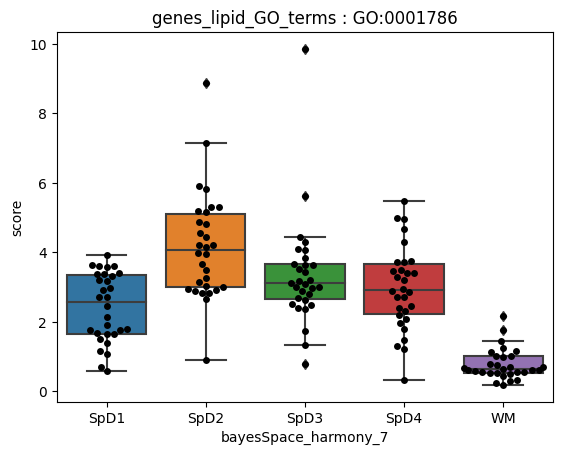 genes_lipid_GO_terms : GO:0001786
10
8
6
4
2
0
score
SpD1 SpD2 SpD3 SpD4 WM
bayesSpace_harmony_7